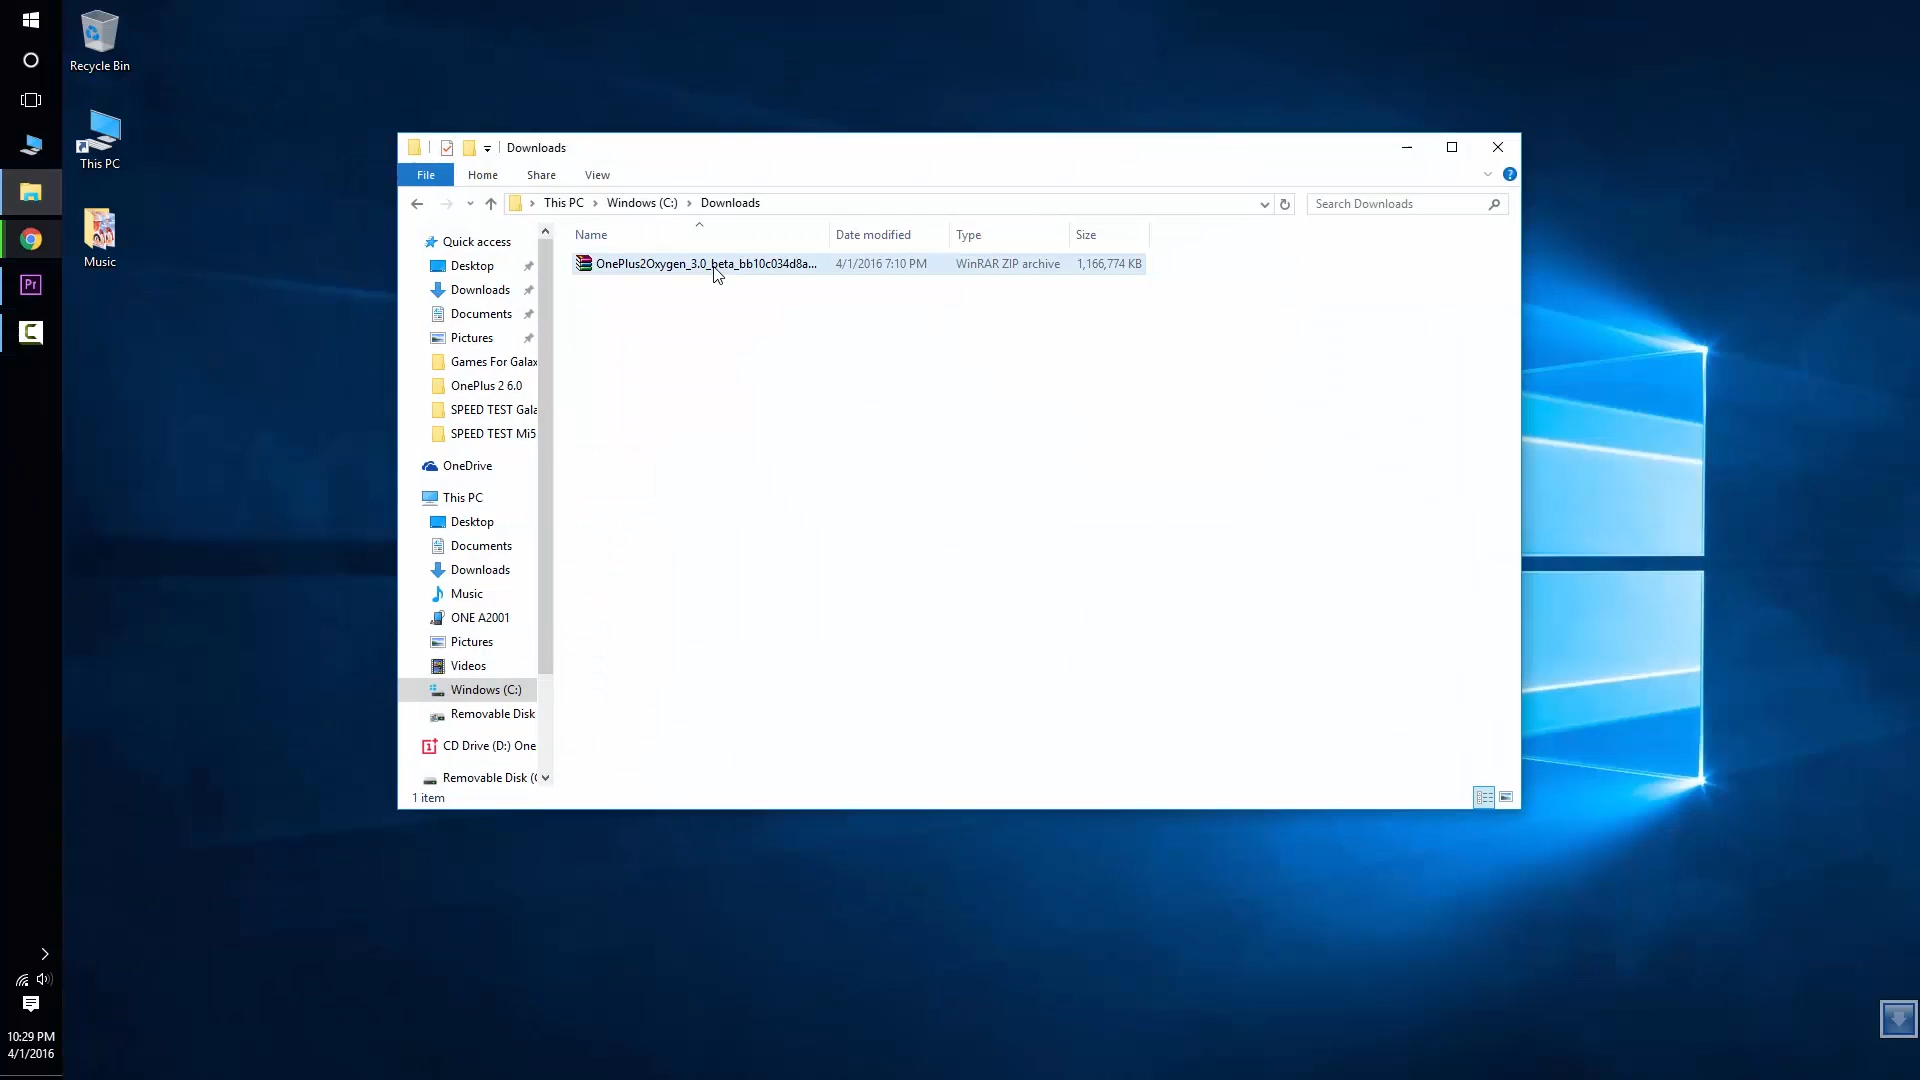 Recycle Bin
This PC
Music
Downloads
File Home Share View
This PC Windows (C:) Downloads
Search Downloads
Name Date modified Type Size
OnePlus2Oxygen_3.0_beta_bb10c034d8a... 4/1/2016 7:10 PM WinRAR ZIP archive 1,166,774 KB
Quick access
Desktop
Downloads
Documents
Pictures
Games For Galax
OnePlus 2 6.0
SPEED TEST Gala
SPEED TEST Mi5
OneDrive
This PC
Desktop
Documents
Downloads
Music
ONE A2001
Pictures
Videos
Windows (C:)
Removable Disk
CD Drive (D:) One
Removable Disk (
1 item
Pr
10:29 PM
4/1/2016